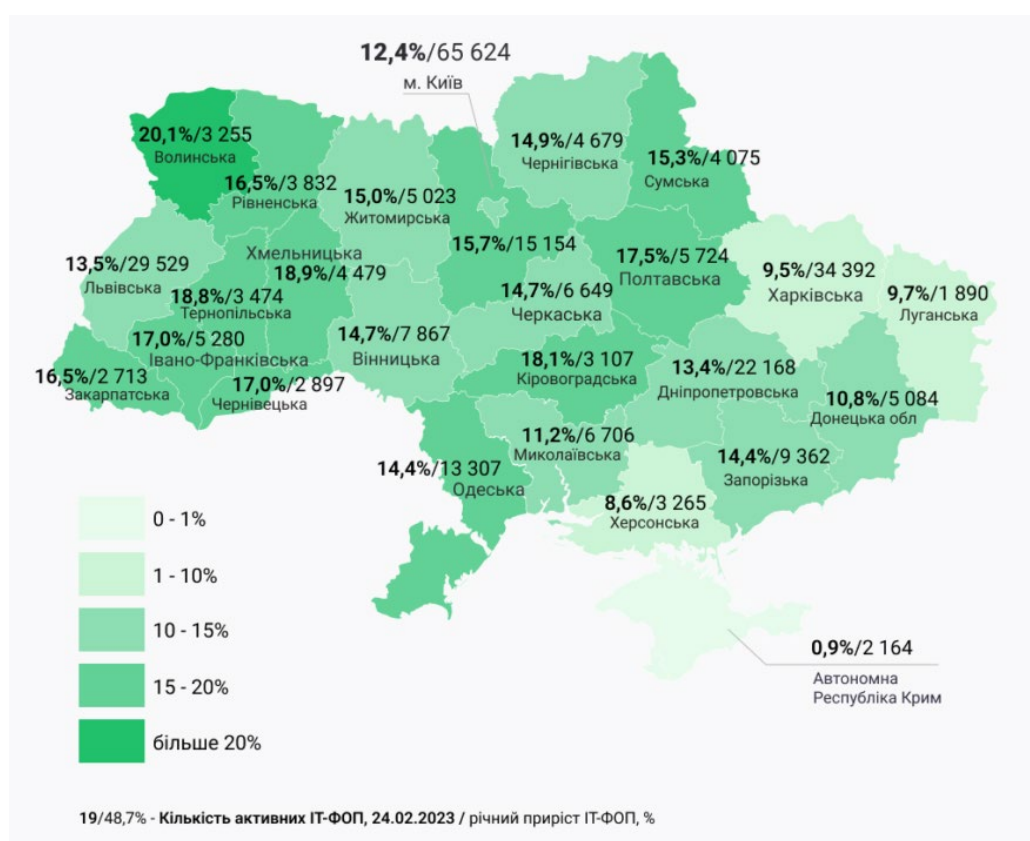 12,4%/65 624
м. Київ
20,1%/3 255
Волинська
14,9%/4 679
Чернігівська
15,3%/4 075
Сумська
16,5%/3 832
Рівненська
15,0%/5 023
Житомирська
Хмельницька
18,9%/4 479
15,7%/15 154
17,5%/5 724
Полтавська
9,5%/34 392
Харківська
9,7%/1 890
Луганська
13,5%/29 529
Львівська
18,8%/3 474
Тернопільська
14,7%/6 649
Черкаська
17,0%/5 280
Івано-Франківська
14,7%/7 867
Вінницька
18,1%/3 107
Кіровоградська
13,4%/22 168
Дніпропетровська
16,5%/2 713
Закарпатська
17,0%/2 897
Чернівецька
10,8%/5 084
Донецька обл
11,2%/6 706
Миколаївська
14,4%/9 362
Запорізька
14,4%/13 307
Одеська
8,6%/3 265
Херсонська
0 - 1%
1 - 10%
10 - 15%
15 - 20%
більше 20%
0,9%/2 164
Автономна
Республіка Крим
19/48,7% - Кількість активних ІТ-ФОП, 24.02.2023 / річний приріст ІТ-ФОП, %